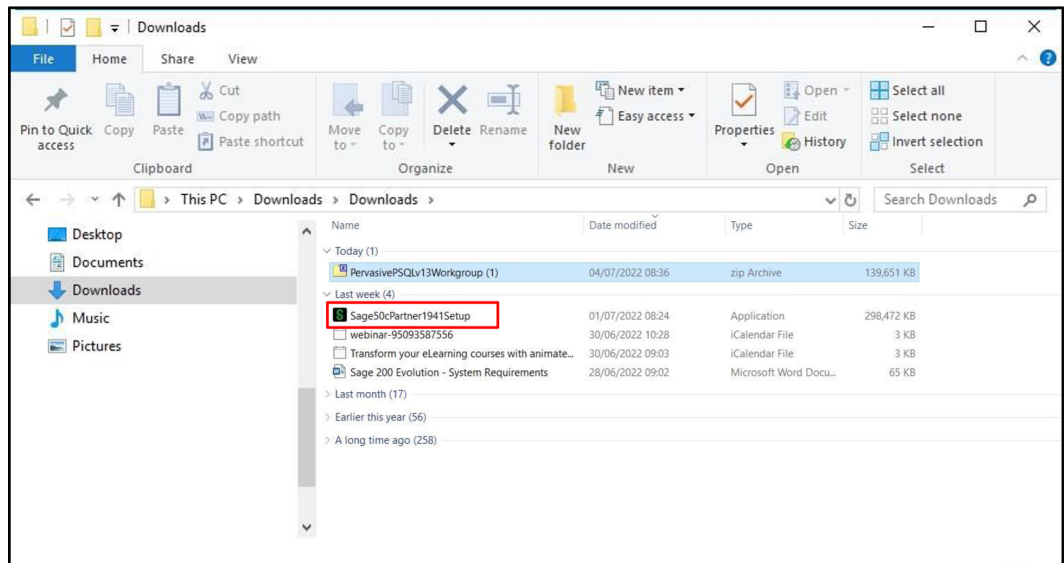 Downloads
File Home Share View
Pin to Quick access Copy Paste Cut Copy path Paste shortcut
Clipboard
Move to Copy to Delete Rename
Organize
New folder New item Easy access
New
Properties Open Edit History
Open
Select all Select none Invert selection
Select
This PC > Downloads > Downloads >
Search Downloads
Desktop
Documents
Downloads
Music
Pictures
Name Date modified Type Size
Today (1)
PervasivePSQLv13Workgroup (1) 04/07/2022 08:36 zip Archive 139,651 KB
Last week (4)
Sage50cPartner1941Setup 01/07/2022 08:24 Application 298,472 KB
webinar-95093587556 30/06/2022 10:28 iCalendar File 3 KB
Transform your eLearning courses with animate... 30/06/2022 09:03 iCalendar File 3 KB
Sage 200 Evolution - System Requirements 28/06/2022 09:02 Microsoft Word Docu... 65 KB
Last month (17)
Earlier this year (56)
A long time ago (258)